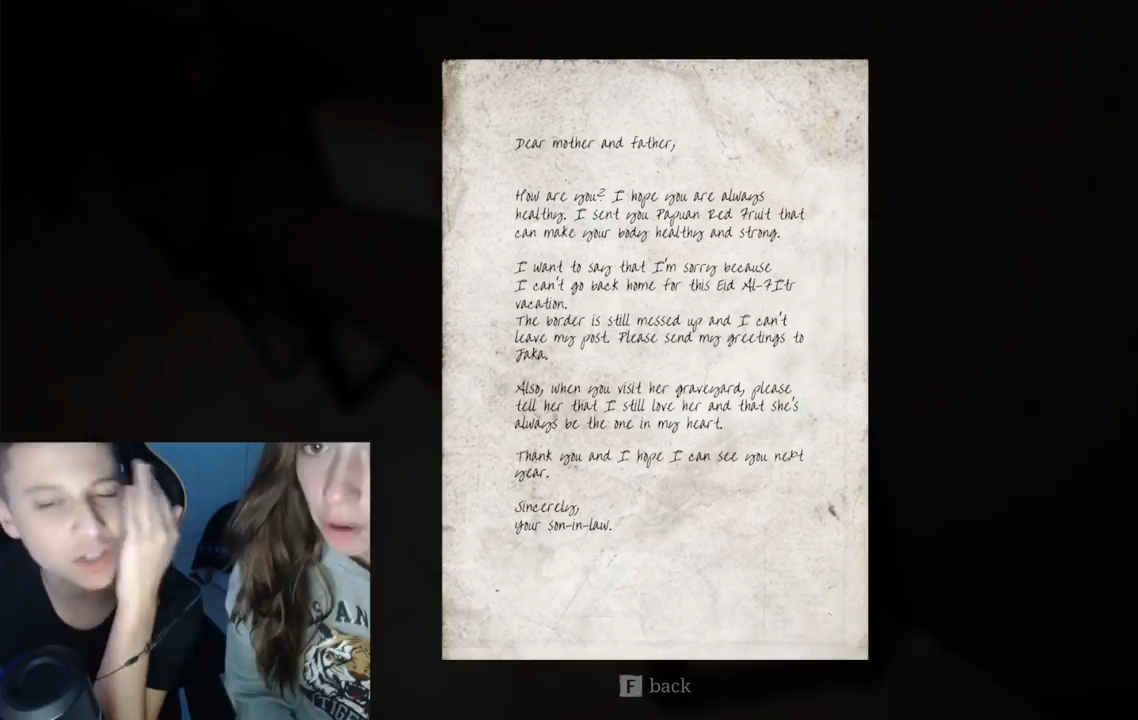 Dear mother and father,
How are you? I hope you are always
healthy. I sent you Papuan Red Fruit that
can make your body healthy and strong.
I want to say that I'm sorry because
I can't go back home for this Eid Al-FItr
vacation.
The border is still messed up and I can't
leave my post. Please send my greetings to
Jaka.
Also, when you visit her graveyard, please
tell her that I still love her and that she's
always be the one in my heart.
Thank you and I hope I can see you next
year.
Sincerely,
your son-in-law.
F back
TIGE